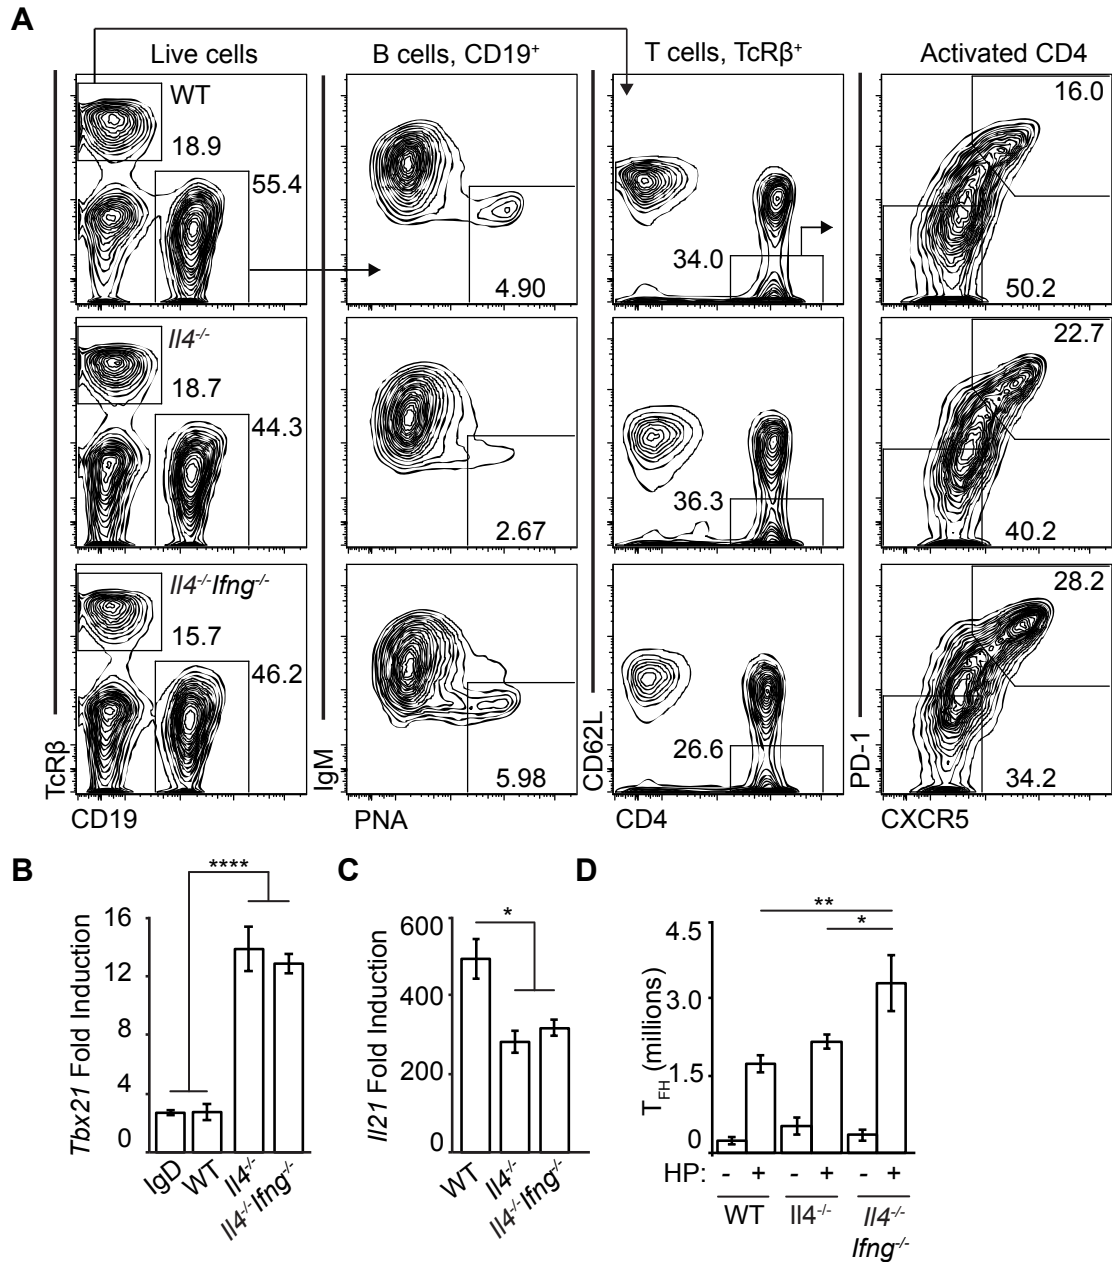 A
Live cells
B cells, CD19⁺
T cells, TcRβ⁺
Activated CD4
WT
18.9
55.4
4.90
34.0
16.0
50.2
Il4⁻/⁻
18.7
44.3
2.67
36.3
22.7
40.2
Il4⁻/⁻Ifng⁻/⁻
15.7
46.2
5.98
26.6
28.2
34.2
TcRβ
IgM
CD62L
PD-1
CD19
PNA
CD4
CXCR5
B
****
Tbx21 Fold Induction
16
12
8
4
0
IgD
WT
Il4⁻/⁻
Il4⁻/⁻Ifng⁻/⁻
C
*
Il21 Fold Induction
600
400
200
0
WT
Il4⁻/⁻
Il4⁻/⁻Ifng⁻/⁻
D
**
*
T_FH (millions)
4.5
3.0
1.5
0
HP: - + - + - +
WT Il4⁻/⁻ Il4⁻/⁻
Ifng⁻/⁻